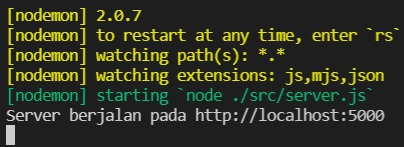 [nodemon] 2.0.7
[nodemon] to restart at any time, enter `rs`
[nodemon] watching path(s): *.*
[nodemon] watching extensions: js,mjs,json
[nodemon] starting `node ./src/server.js`
Server berjalan pada http://localhost:5000